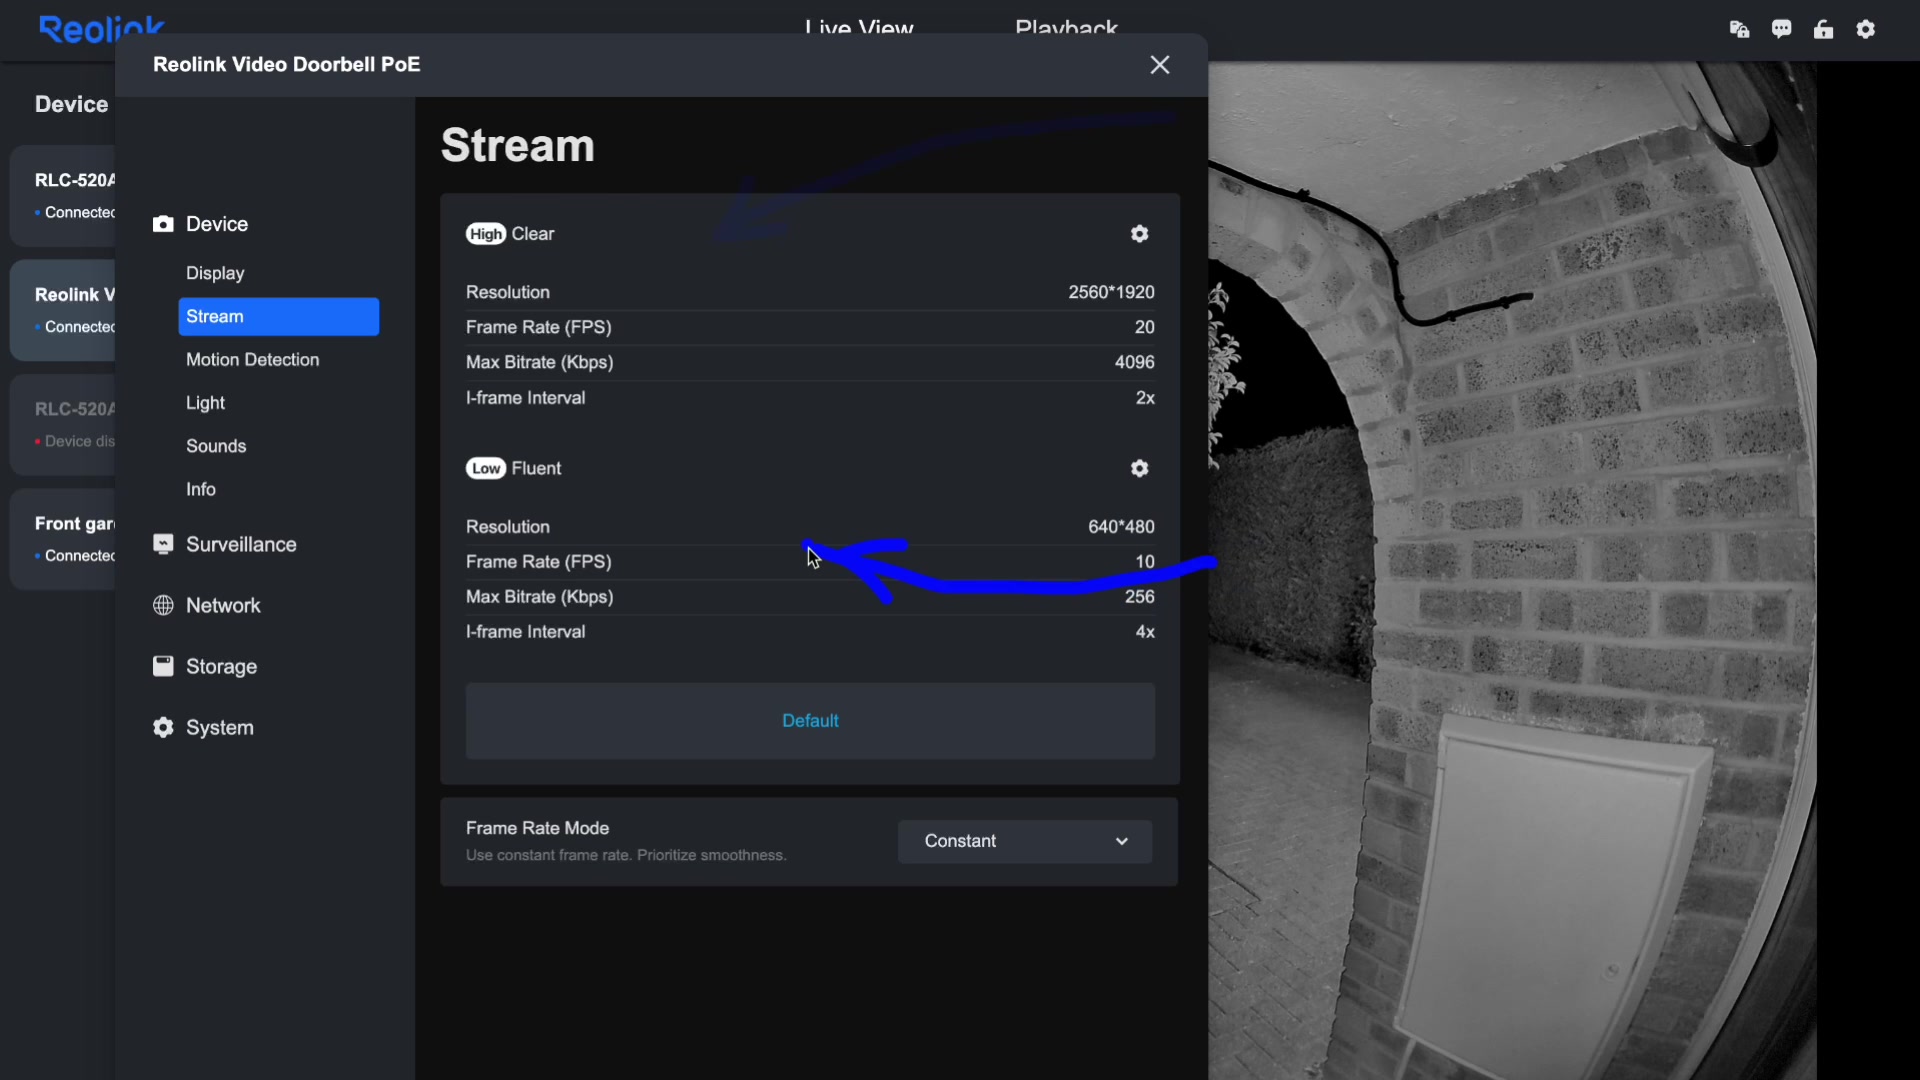 Reolink
Live View
Playback
Reolink Video Doorbell PoE
Device
RLC-520A
Connected
Reolink V
Connected
RLC-520A
Device dis
Front gar
Connected
Device
Display
Stream
Motion Detection
Light
Sounds
Info
Surveillance
Network
Storage
System
Stream
High Clear
Resolution 2560*1920
Frame Rate (FPS) 20
Max Bitrate (Kbps) 4096
I-frame Interval 2x
Low Fluent
Resolution 640*480
Frame Rate (FPS) 10
Max Bitrate (Kbps) 256
I-frame Interval 4x
Default
Frame Rate Mode
Use constant frame rate. Prioritize smoothness.
Constant